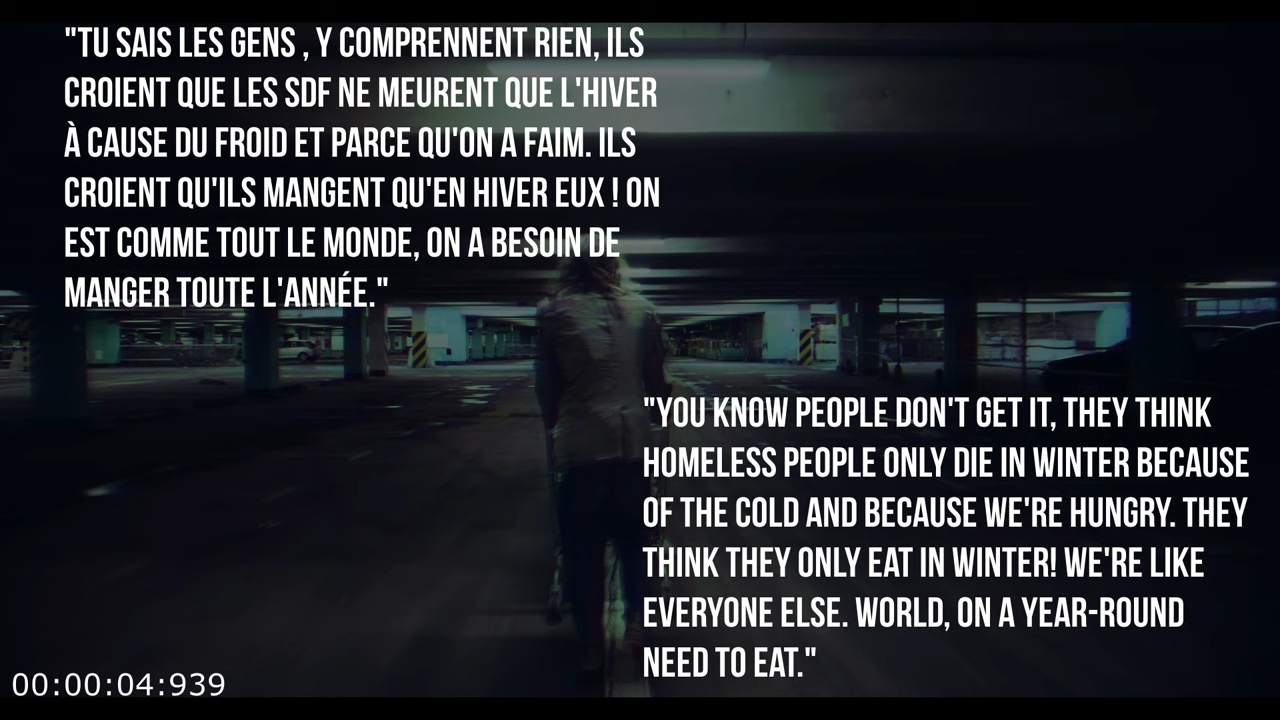 "TU SAIS LES GENS , Y COMPRENNENT RIEN, ILS
CROIENT QUE LES SDF NE MEURENT QUE L'HIVER
À CAUSE DU FROID ET PARCE QU'ON A FAIM. ILS
CROIENT QU'ILS MANGENT QU'EN HIVER EUX ! ON
EST COMME TOUT LE MONDE, ON A BESOIN DE
MANGER TOUTE L'ANNÉE."
"YOU KNOW PEOPLE DON'T GET IT, THEY THINK
HOMELESS PEOPLE ONLY DIE IN WINTER BECAUSE
OF THE COLD AND BECAUSE WE'RE HUNGRY. THEY
THINK THEY ONLY EAT IN WINTER! WE'RE LIKE
EVERYONE ELSE. WORLD, ON A YEAR-ROUND
NEED TO EAT."
00:00:04:939